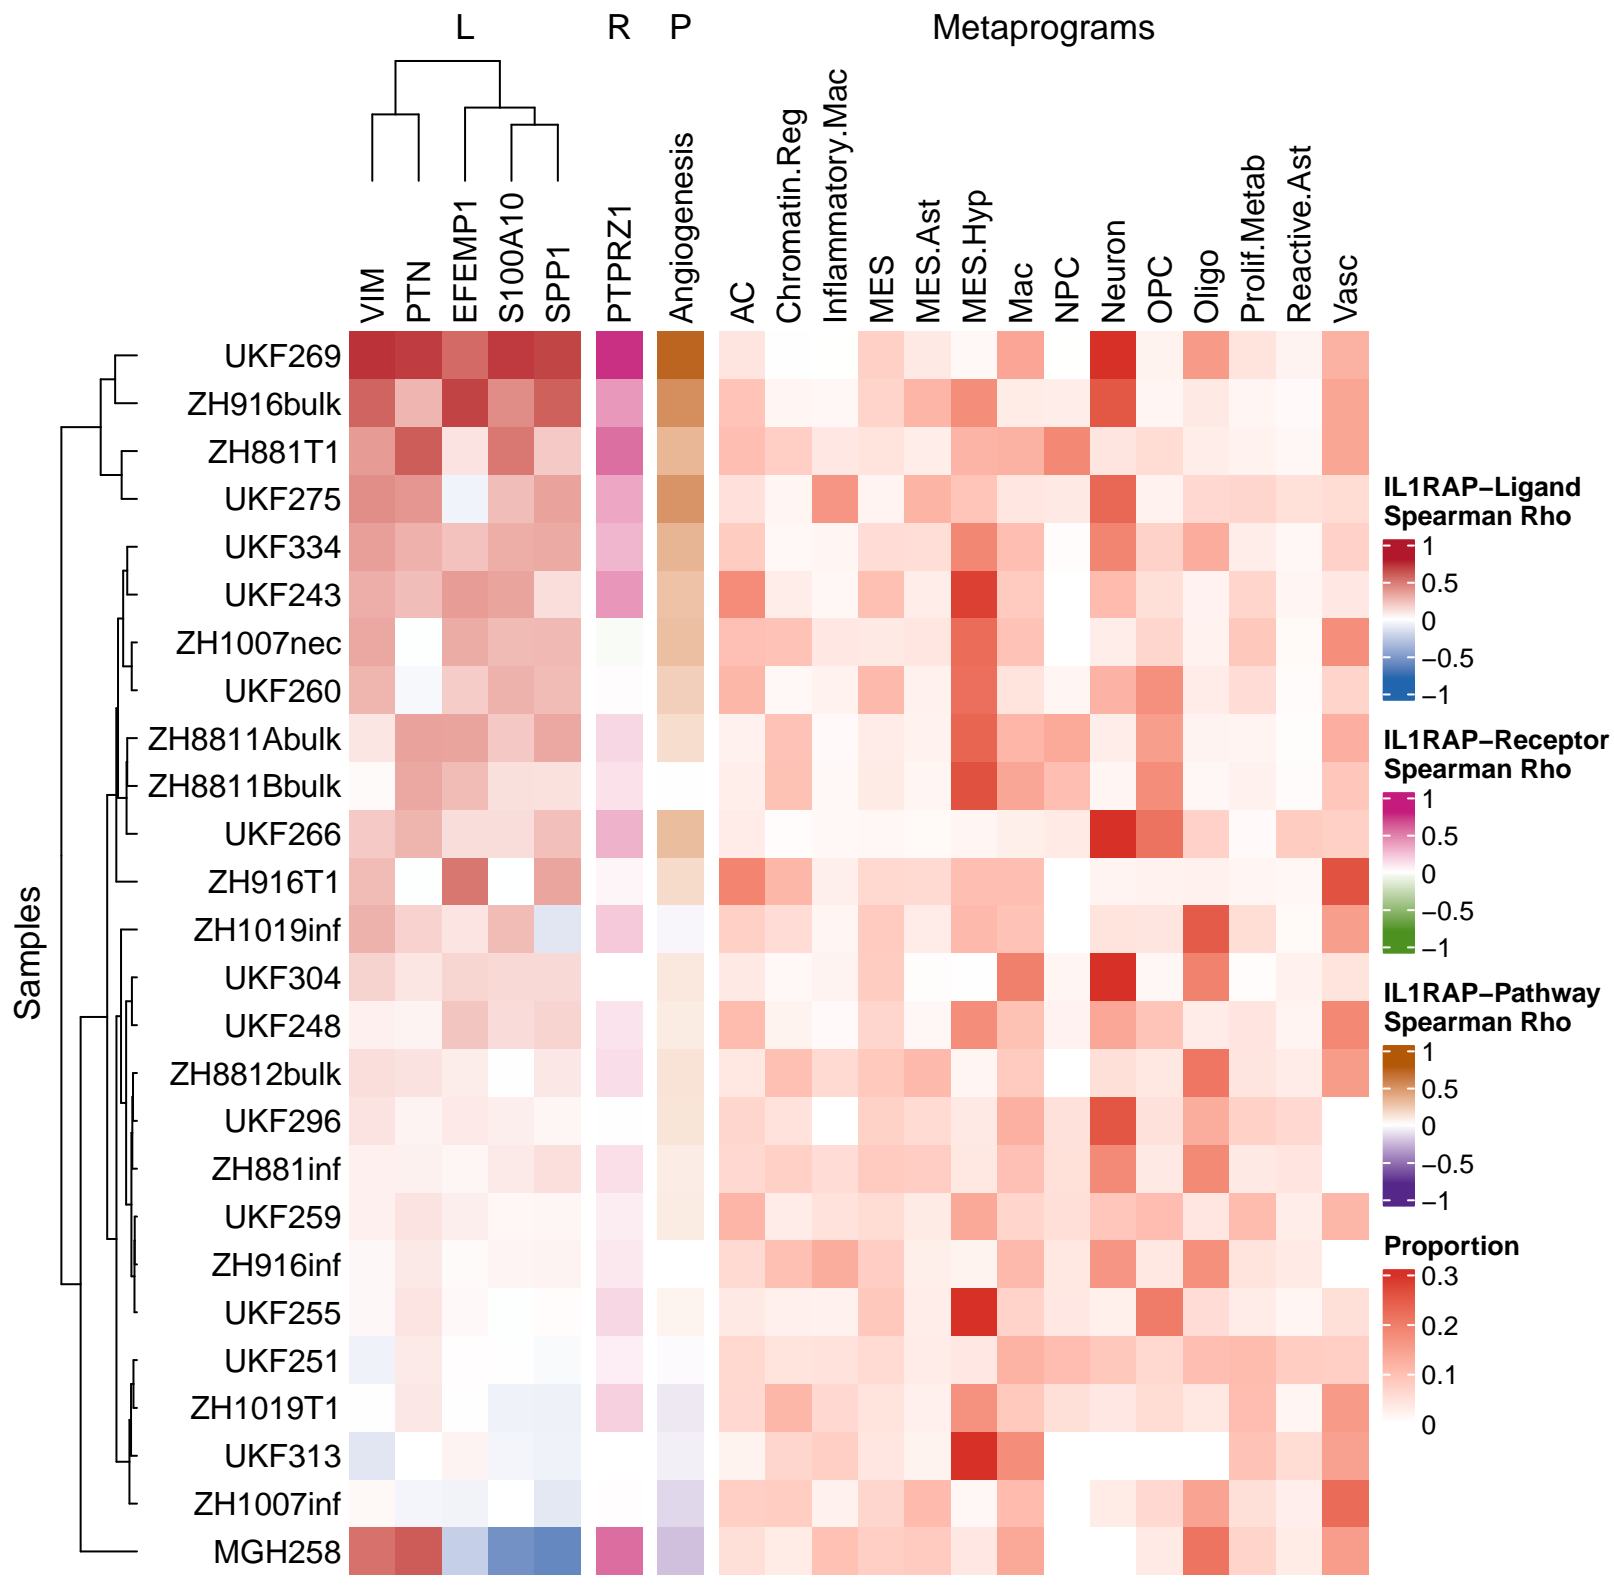 L R P Metaprograms
VIM
PTN
EFEMP1
S100A10
SPP1
PTPRZ1
Angiogenesis
AC
Chromatin.Reg
Inflammatory.Mac
MES
MES.Ast
MES.Hyp
Mac
NPC
Neuron
OPC
Oligo
Prolif.Metab
Reactive.Ast
Vasc
Samples
UKF269
ZH916bulk
ZH881T1
UKF275
UKF334
UKF243
ZH1007nec
UKF260
ZH8811Abulk
ZH8811Bbulk
UKF266
ZH916T1
ZH1019inf
UKF304
UKF248
ZH8812bulk
UKF296
ZH881inf
UKF259
ZH916inf
UKF255
UKF251
ZH1019T1
UKF313
ZH1007inf
MGH258
IL1RAP−Ligand
Spearman Rho
1
0.5
0
−0.5
−1
IL1RAP−Receptor
Spearman Rho
1
0.5
0
−0.5
−1
IL1RAP−Pathway
Spearman Rho
1
0.5
0
−0.5
−1
Proportion
0.3
0.2
0.1
0